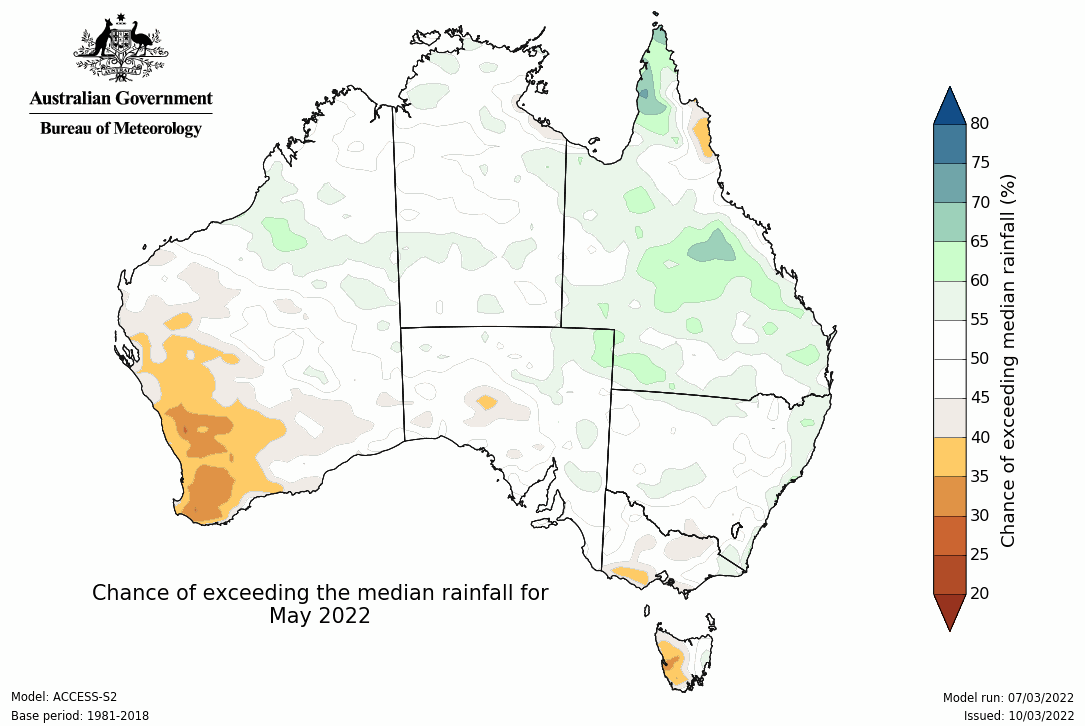 AUSTRALIA
Australian Government
Bureau of Meteorology
80
75
70
65
60
55
50
45
40
35
30
25
20
Chance of exceeding median rainfall (%)
Chance of exceeding the median rainfall for
May 2022
Model: ACCESS-S2
Base period: 1981-2018
Model run: 07/03/2022
Issued: 10/03/2022